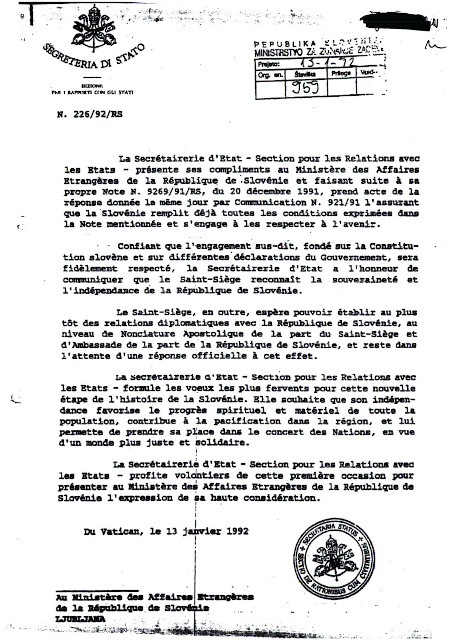 SEGRETERIA DI STATO
SEZIONE
PER I RAPPORTI CON GLI STATI
REPUBLIKA SLOVENIJA
MINISTRSTVO ZA ZUNANJE ZADEVE
Prejeto: 13-1-92
Org. en. Številka Priloge Vred.
959
N. 226/92/RS
La Secrétairerie d'Etat - Section pour les Relations avec
les Etats - présente ses compliments au Ministère des Affaires
Etrangères de la République de Slovénie et faisant suite à sa
propre Note N. 9269/91/RS, du 20 décembre 1991, prend acte de la
réponse donnée le même jour par Communication N. 921/91 l'assurant
que la Slovénie remplit déjà toutes les conditions exprimées dans
la Note mentionnée et s'engage à les respecter à l'avenir.
Confiant que l'engagement sus-dit, fondé sur la Constitu-
tion slovène et sur différentes déclarations du Gouvernement, sera
fidèlement respecté, la Secrétairerie d'Etat a l'honneur de
communiquer que le Saint-Siège reconnaît la souveraineté et
l'indépendance de la République de Slovénie.
Le Saint-Siège, en outre, espère pouvoir établir au plus
tôt des relations diplomatiques avec la République de Slovénie, au
niveau de Nonciature Apostolique de la part du Saint-Siège et
d'Ambassade de la part de la République de Slovénie, et reste dans
l'attente d'une réponse officielle à cet effet.
La Secrétairerie d'Etat - Section pour les Relations avec
les Etats - formule les voeux les plus fervents pour cette nouvelle
étape de l'histoire de la Slovénie. Elle souhaite que son indépen-
dance favorise le progrès spirituel et matériel de toute la
population, contribue à la pacification dans la région, et lui
permette de prendre sa place dans le concert des Nations, en vue
d'un monde plus juste et solidaire.
La Secrétairerie d'Etat - Section pour les Relations avec
les Etats - profite volontiers de cette première occasion pour
présenter au Ministère des Affaires Etrangères de la République de
Slovénie l'expression de sa haute considération.
Du Vatican, le 13 janvier 1992
SECRETARIA STATUS
SECTIO DE RATIONIBUS CUM CIVITATIBUS
Au Ministère des Affaires Etrangères
de la République de Slovénie
LJUBLJANA